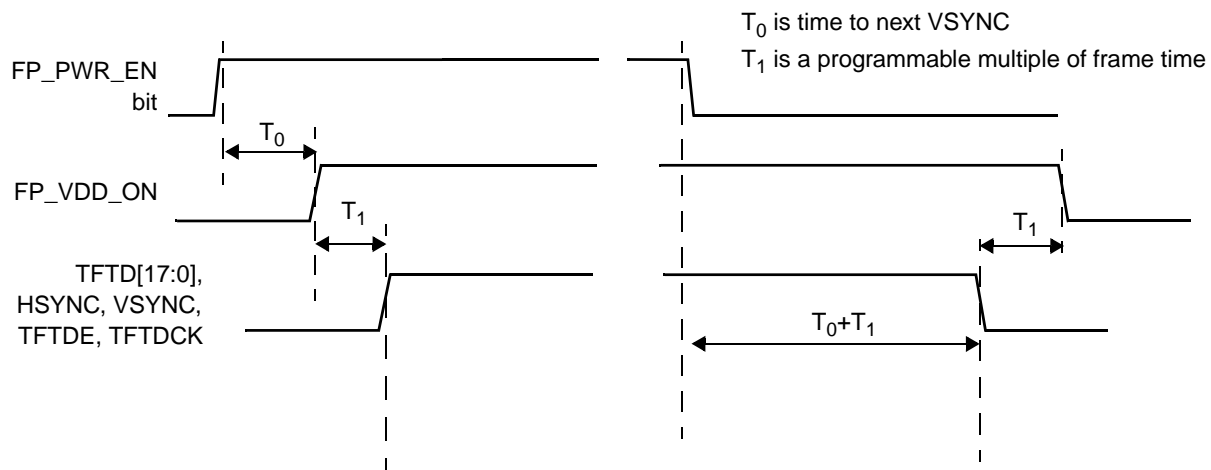 T0 is time to next VSYNC
T1 is a programmable multiple of frame time
FP_PWR_EN
bit
T0
FP_VDD_ON
T1
T1
TFTD[17:0],
HSYNC, VSYNC,
TFTDE, TFTDCK
T0+T1